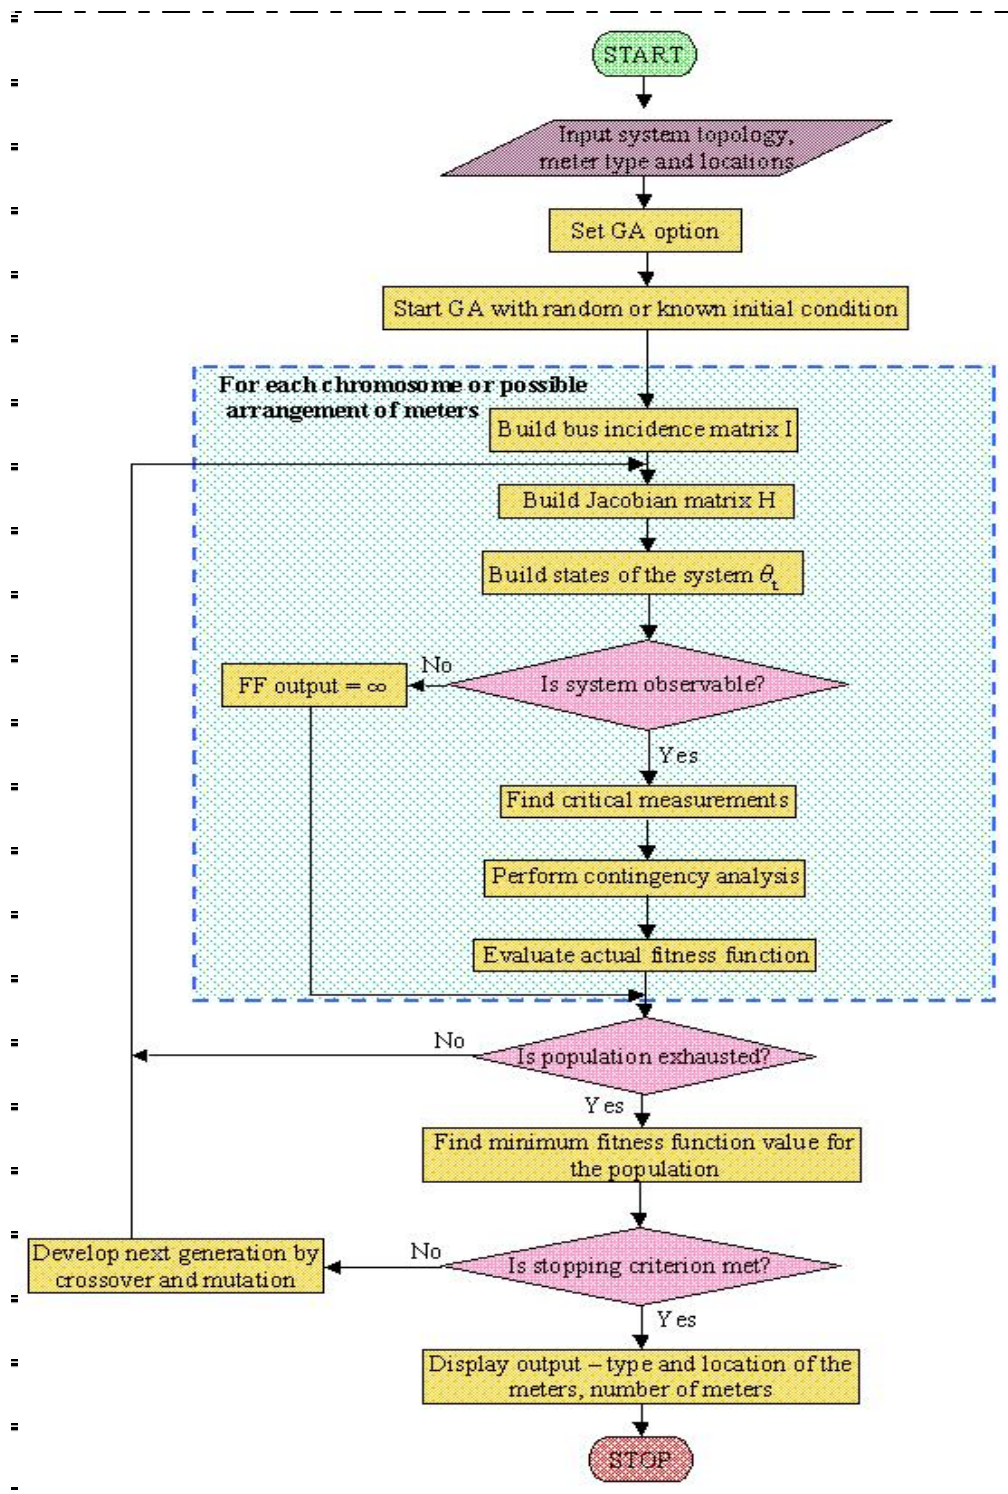 START
Input system topology,
meter type and locations
Set GA option
Start GA with random or known initial condition
For each chromosome or possible
arrangement of meters
Build bus incidence matrix I
Build Jacobian matrix H
Build states of the system θt
No
FF output = ∞
Is system observable?
Yes
Find critical measurements
Perform contingency analysis
Evaluate actual fitness function
No
Is population exhausted?
Yes
Find minimum fitness function value for
the population
Develop next generation by
crossover and mutation
No
Is stopping criterion met?
Yes
Display output – type and location of the
meters, number of meters
STOP